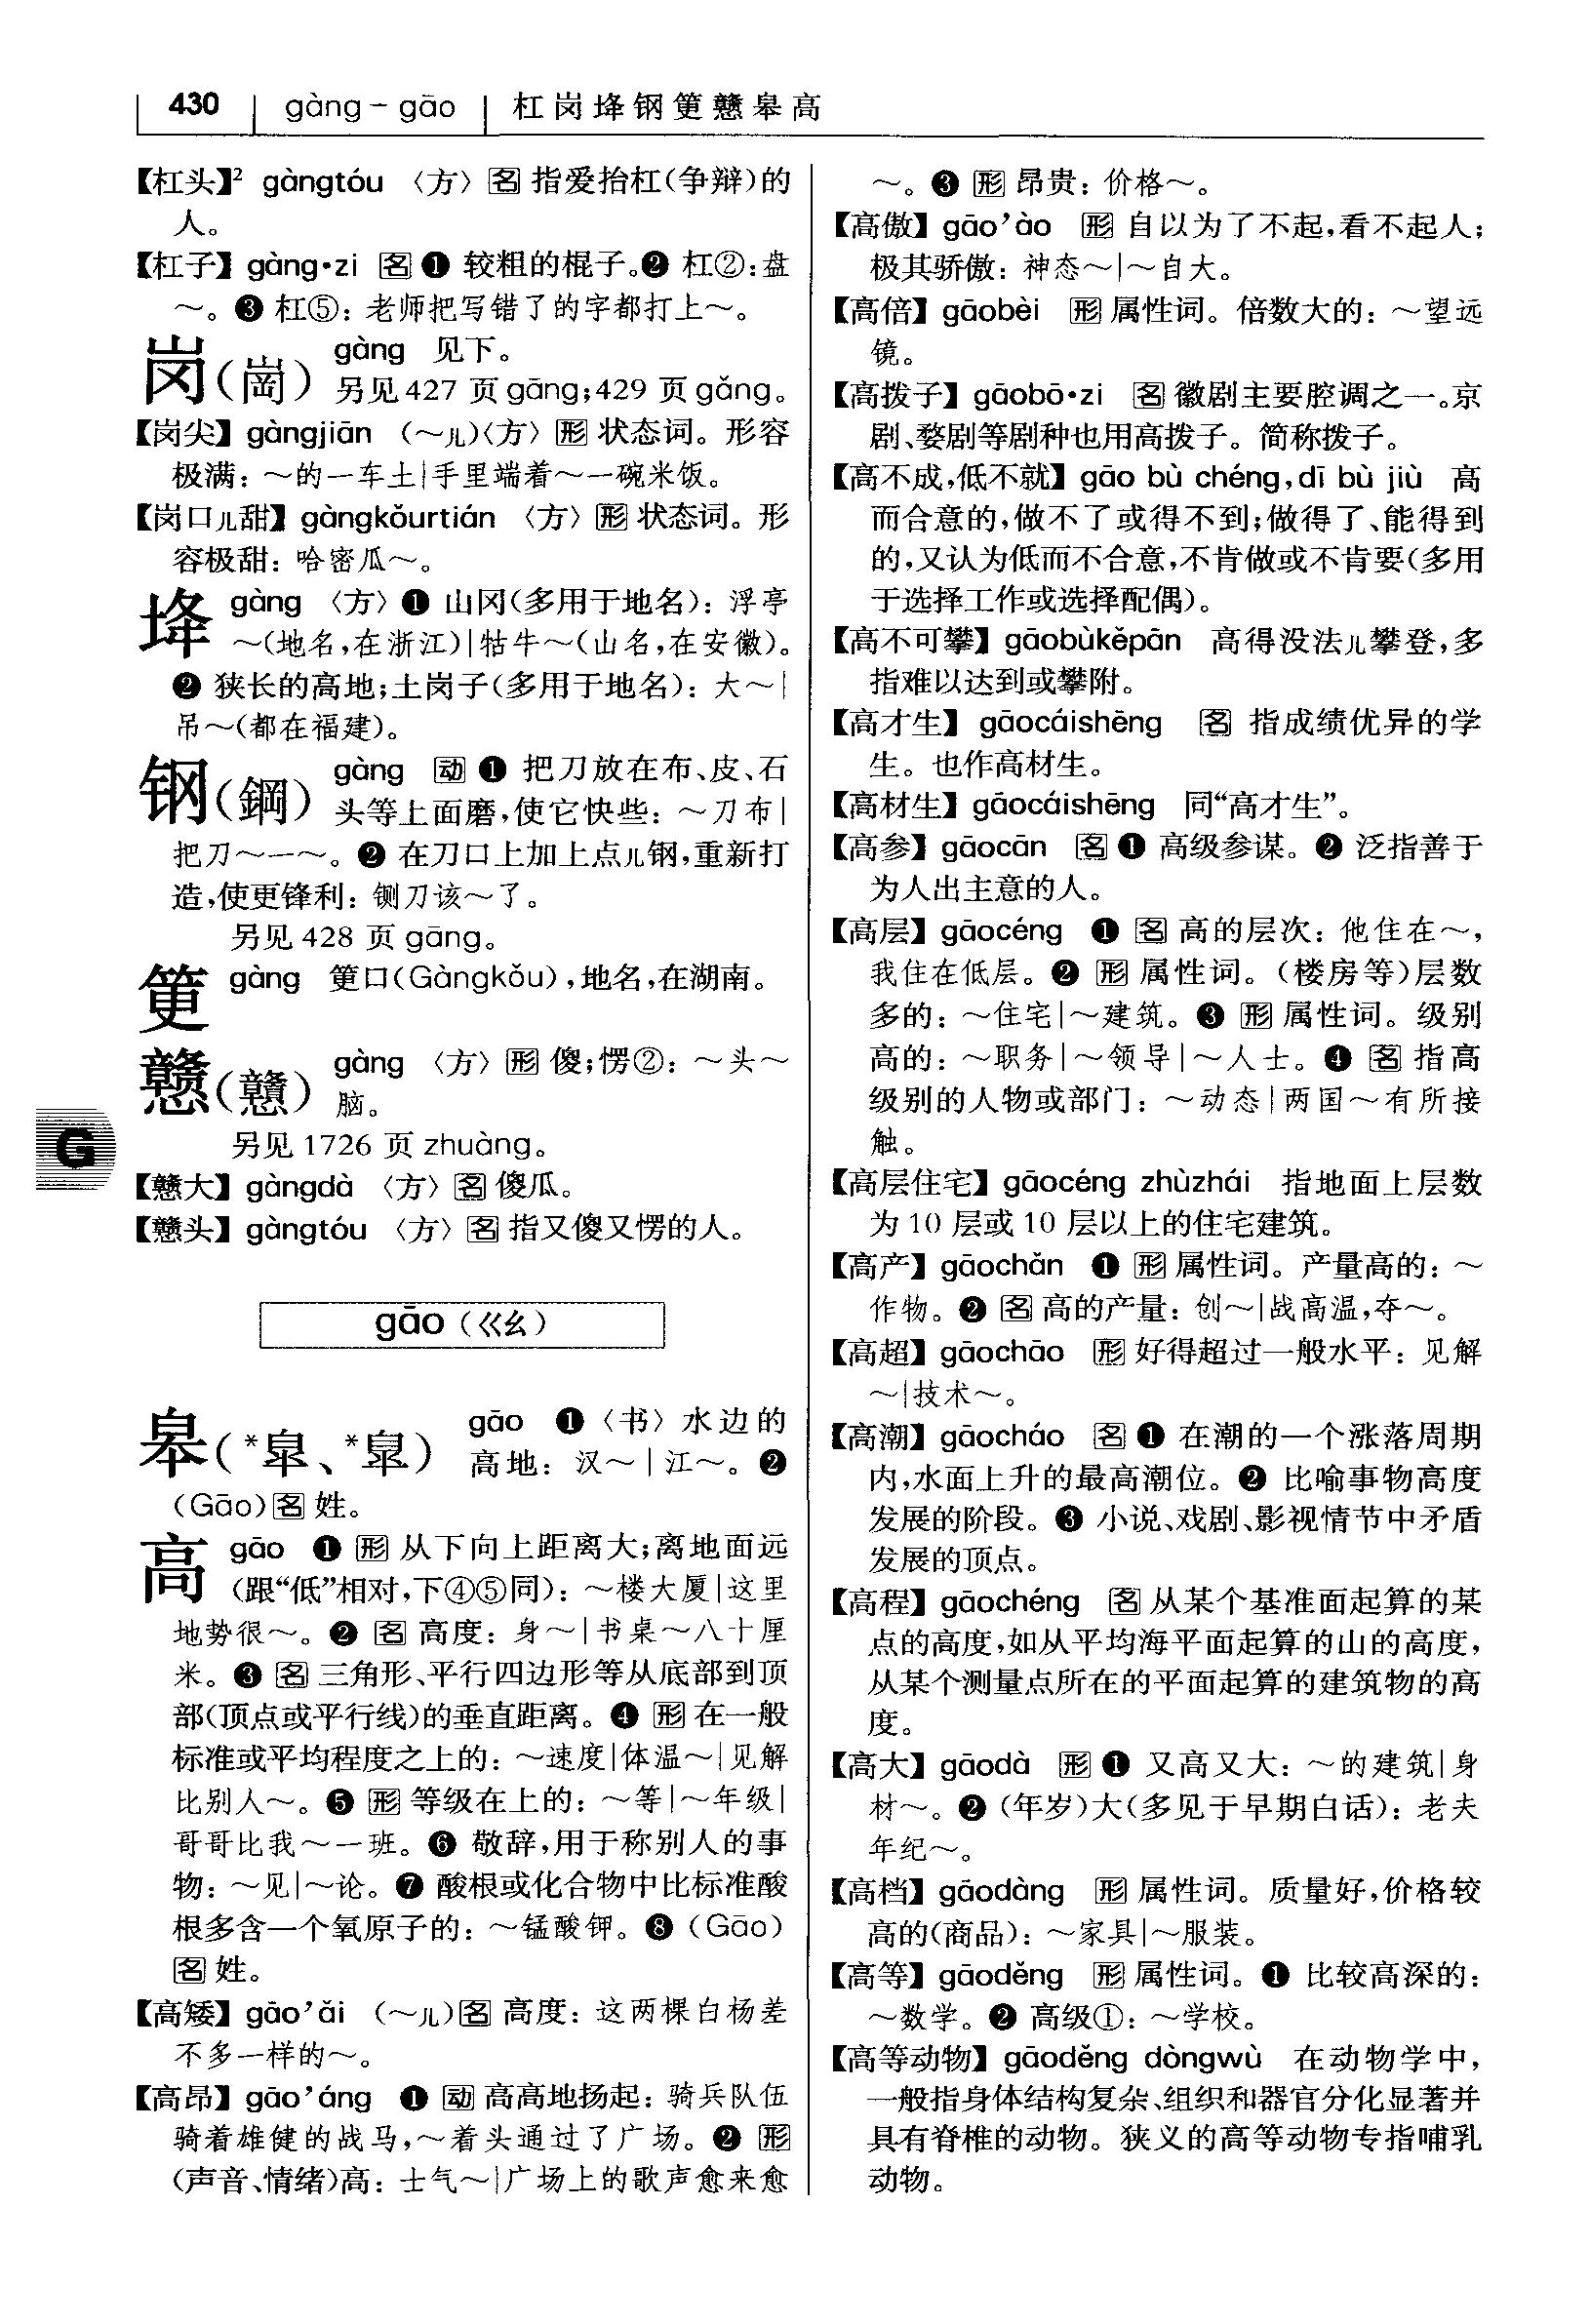 430 gàng－gāo 杠岗㧏钢筻戆皋高
【杠头】² gàngtóu 〈方〉 名 指爱抬杠(争辩)的
人。
【杠子】 gàng·zi 名 ❶ 较粗的棍子。❷ 杠②：盘
～。❸ 杠⑤：老师把写错了的字都打上～。
岗(崗) gàng 见下。
另见427 页 gāng；429 页 gǎng。
【岗尖】 gàngjiān (～儿)〈方〉 形 状态词。形容
极满：～的一车土|手里端着～一碗米饭。
【岗口儿甜】 gàngkǒurtián 〈方〉 形 状态词。形
容极甜：哈密瓜～。
gàng 〈方〉 ❶ 山冈(多用于地名)：浮亭
～(地名，在浙江)|牯牛～(山名，在安徽)。
❷ 狭长的高地；土岗子(多用于地名)：大～|
吊～(都在福建)。
钢(鋼) gàng 动 ❶ 把刀放在布、皮、石
头等上面磨，使它快些：～刀布|
把刀～一～。❷ 在刀口上加上点儿钢，重新打
造，使更锋利：铡刀该～了。
另见 428 页 gāng。
筻 gàng 筻口(Gàngkǒu)，地名，在湖南。
戆(戇) gàng 〈方〉 形 傻；愣②：～头～
脑。
另见 1726 页 zhuàng。
【戆大】 gàngdà 〈方〉 名 傻瓜。
【戆头】 gàngtóu 〈方〉 名 指又傻又愣的人。
gāo (ㄍㄠ)
皋(*臯、*皐) gāo ❶〈书〉水边的
高地：汉～|江～。❷
(Gāo) 名 姓。
高 gāo ❶ 形 从下向上距离大；离地面远
(跟“低”相对，下④⑤同)：～楼大厦|这里
地势很～。❷ 名 高度：身～|书桌～八十厘
米。❸ 名 三角形、平行四边形等从底部到顶
部(顶点或平行线)的垂直距离。❹ 形 在一般
标准或平均程度之上的：～速度|体温～|见解
比别人～。❺ 形 等级在上的：～等|～年级|
哥哥比我～一班。❻ 敬辞，用于称别人的事
物：～见|～论。❼ 酸根或化合物中比标准酸
根多含一个氧原子的：～锰酸钾。❽ (Gāo)
名 姓。
【高矮】 gāo’ǎi (～儿) 名 高度：这两棵白杨差
不多一样的～。
【高昂】 gāo’áng ❶ 动 高高地扬起：骑兵队伍
骑着雄健的战马，～着头通过了广场。❷ 形
(声音、情绪)高：士气～|广场上的歌声愈来愈
～。❸ 形 昂贵：价格～。
【高傲】 gāo’ào 形 自以为了不起，看不起人；
极其骄傲：神态～|～自大。
【高倍】 gāobèi 形 属性词。倍数大的：～望远
镜。
【高拨子】 gāobō·zi 名 徽剧主要腔调之一。京
剧、婺剧等剧种也用高拨子。简称拨子。
【高不成，低不就】 gāo bù chéng，dī bù jiù 高
而合意的，做不了或得不到；做得了、能得到
的，又认为低而不合意，不肯做或不肯要(多用
于选择工作或选择配偶)。
【高不可攀】 gāobùkěpān 高得没法儿攀登，多
指难以达到或攀附。
【高才生】 gāocáishēng 名 指成绩优异的学
生。也作高材生。
【高材生】 gāocáishēng 同“高才生”。
【高参】 gāocān 名 ❶ 高级参谋。❷ 泛指善于
为人出主意的人。
【高层】 gāocéng ❶ 名 高的层次：他住在～，
我住在低层。❷ 形 属性词。(楼房等)层数
多的：～住宅|～建筑。❸ 形 属性词。级别
高的：～职务|～领导|～人士。❹ 名 指高
级别的人物或部门：～动态|两国～有所接
触。
【高层住宅】 gāocéng zhùzhái 指地面上层数
为 10 层或 10 层以上的住宅建筑。
【高产】 gāochǎn ❶ 形 属性词。产量高的：～
作物。❷ 名 高的产量：创～|战高温，夺～。
【高超】 gāochāo 形 好得超过一般水平：见解
～|技术～。
【高潮】 gāocháo 名 ❶ 在潮的一个涨落周期
内，水面上升的最高潮位。❷ 比喻事物高度
发展的阶段。❸ 小说、戏剧、影视情节中矛盾
发展的顶点。
【高程】 gāochéng 名 从某个基准面起算的某
点的高度，如从平均海平面起算的山的高度，
从某个测量点所在的平面起算的建筑物的高
度。
【高大】 gāodà 形 ❶ 又高又大：～的建筑|身
材～。❷ (年岁)大(多见于早期白话)：老夫
年纪～。
【高档】 gāodàng 形 属性词。质量好，价格较
高的(商品)：～家具|～服装。
【高等】 gāoděng 形 属性词。❶ 比较高深的：
～数学。❷ 高级①：～学校。
【高等动物】 gāoděng dòngwù 在动物学中，
一般指身体结构复杂、组织和器官分化显著并
具有脊椎的动物。狭义的高等动物专指哺乳
动物。
G